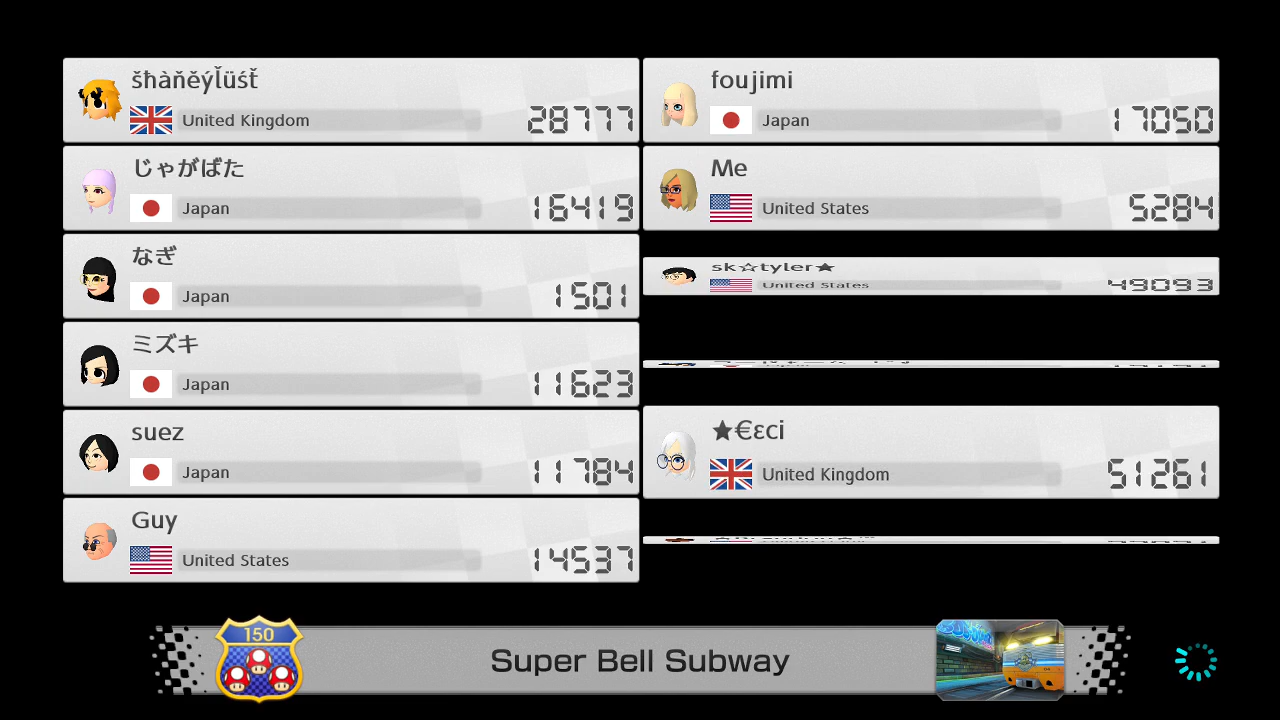 šħàňěýĬüśť
United Kingdom
28777
じゃがばた
Japan
16419
なぎ
Japan
1501
ミズキ
Japan
11623
suez
Japan
11784
Guy
United States
14537
foujimi
Japan
17050
Me
United States
5284
sk☆tyler★
United States
49093
Japan
★€εci
United Kingdom
51261
150
Super Bell Subway